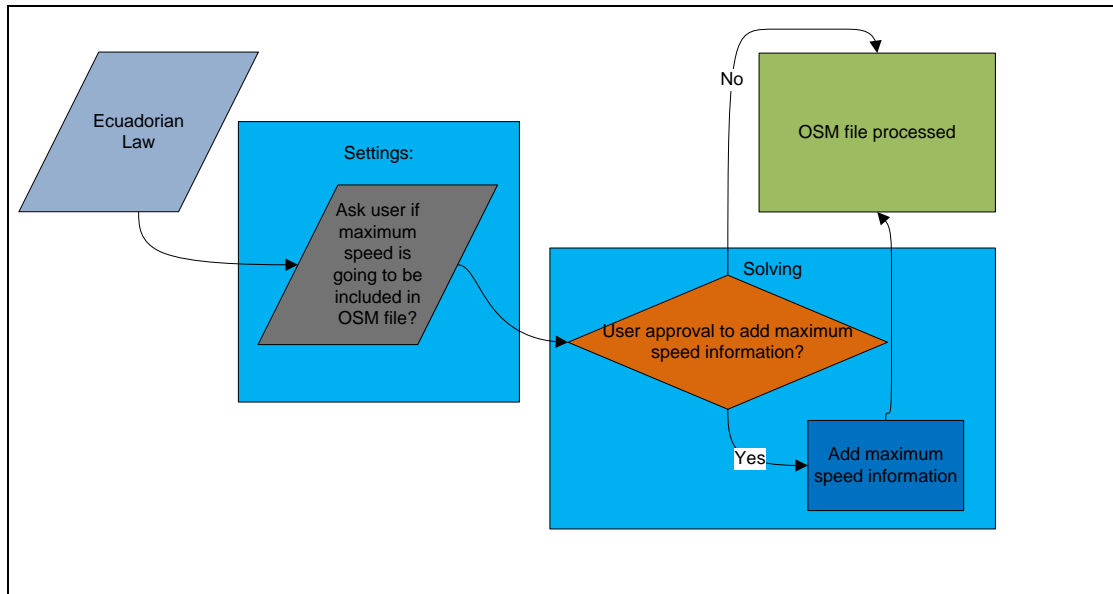 Ecuadorian
Law
Settings:
Ask user if
maximum
speed is
going to be
included in
OSM file?
No
OSM file processed
Solving
User approval to add maximum
speed information?
Yes
Add maximum
speed information